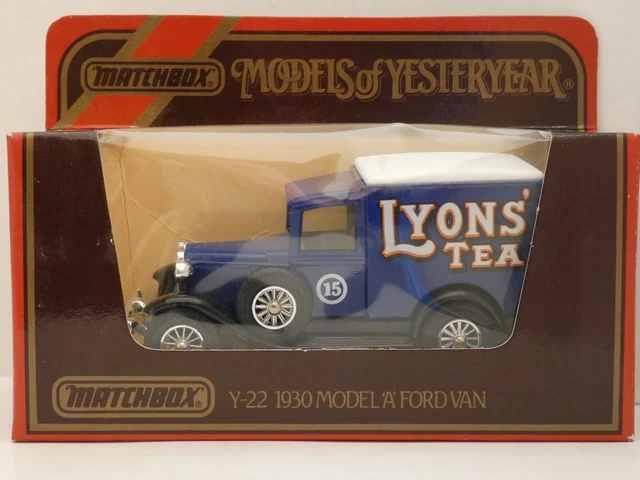 MATCHBOX MODELS of YESTERYEAR®
LYONS'
TEA
15
MATCHBOX Y-22 1930 MODEL 'A' FORD VAN